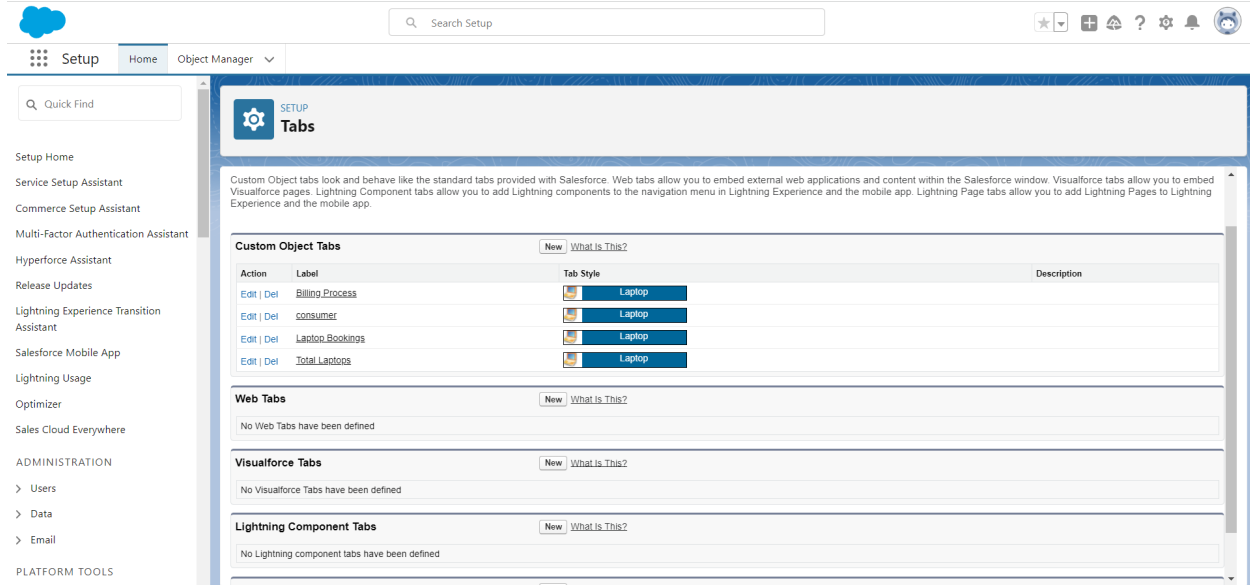 Search Setup
Setup
Home
Object Manager
Quick Find
Setup Home
Service Setup Assistant
Commerce Setup Assistant
Multi-Factor Authentication Assistant
Hyperforce Assistant
Release Updates
Lightning Experience Transition
Assistant
Salesforce Mobile App
Lightning Usage
Optimizer
Sales Cloud Everywhere
ADMINISTRATION
Users
Data
Email
PLATFORM TOOLS
SETUP
Tabs
Custom Object tabs look and behave like the standard tabs provided with Salesforce. Web tabs allow you to embed external web applications and content within the Salesforce window. Visualforce tabs allow you to embed
Visualforce pages. Lightning Component tabs allow you to add Lightning components to the navigation menu in Lightning Experience and the mobile app. Lightning Page tabs allow you to add Lightning Pages to Lightning
Experience and the mobile app.
Custom Object Tabs New What Is This?
Action Label Tab Style Description
Edit | Del Billing Process Laptop
Edit | Del consumer Laptop
Edit | Del Laptop Bookings Laptop
Edit | Del Total Laptops Laptop
Web Tabs New What Is This?
No Web Tabs have been defined
Visualforce Tabs New What Is This?
No Visualforce Tabs have been defined
Lightning Component Tabs New What Is This?
No Lightning component tabs have been defined